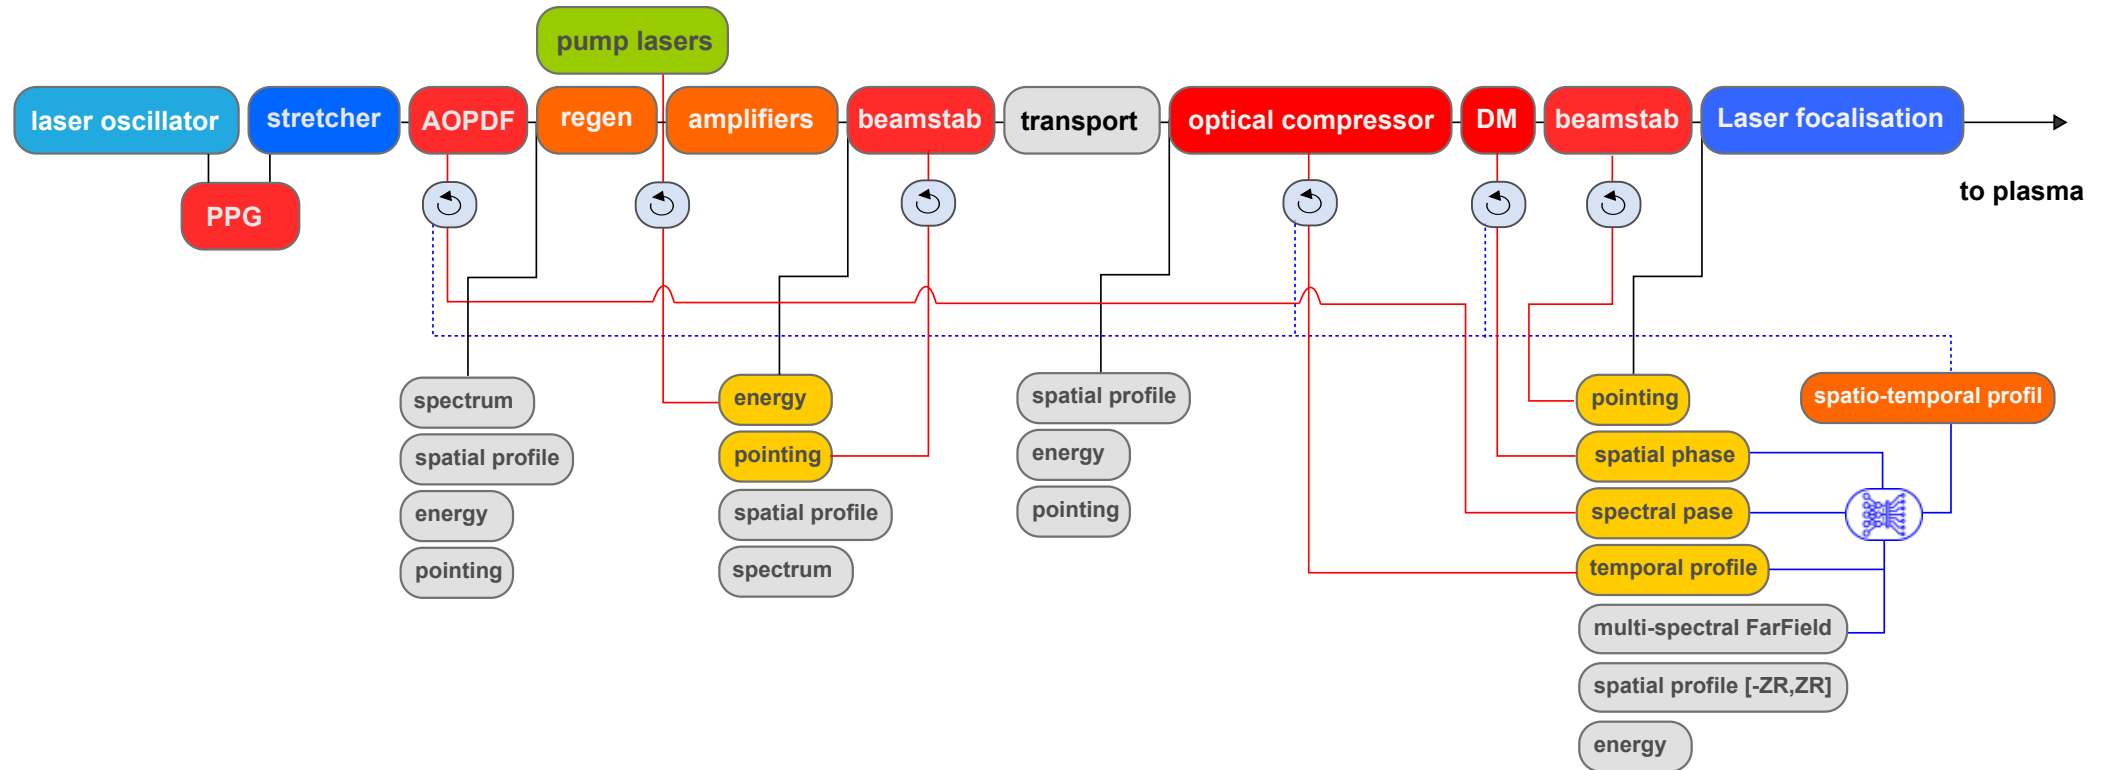 pump lasers
laser oscillator
stretcher
AOPDF
regen
amplifiers
beamstab
transport
optical compressor
DM
beamstab
Laser focalisation
PPG
to plasma
spectrum
spatial profile
energy
pointing
energy
pointing
spatial profile
spectrum
spatial profile
energy
pointing
pointing
spatial phase
spectral pase
temporal profile
multi-spectral FarField
spatial profile [-ZR,ZR]
energy
spatio-temporal profil